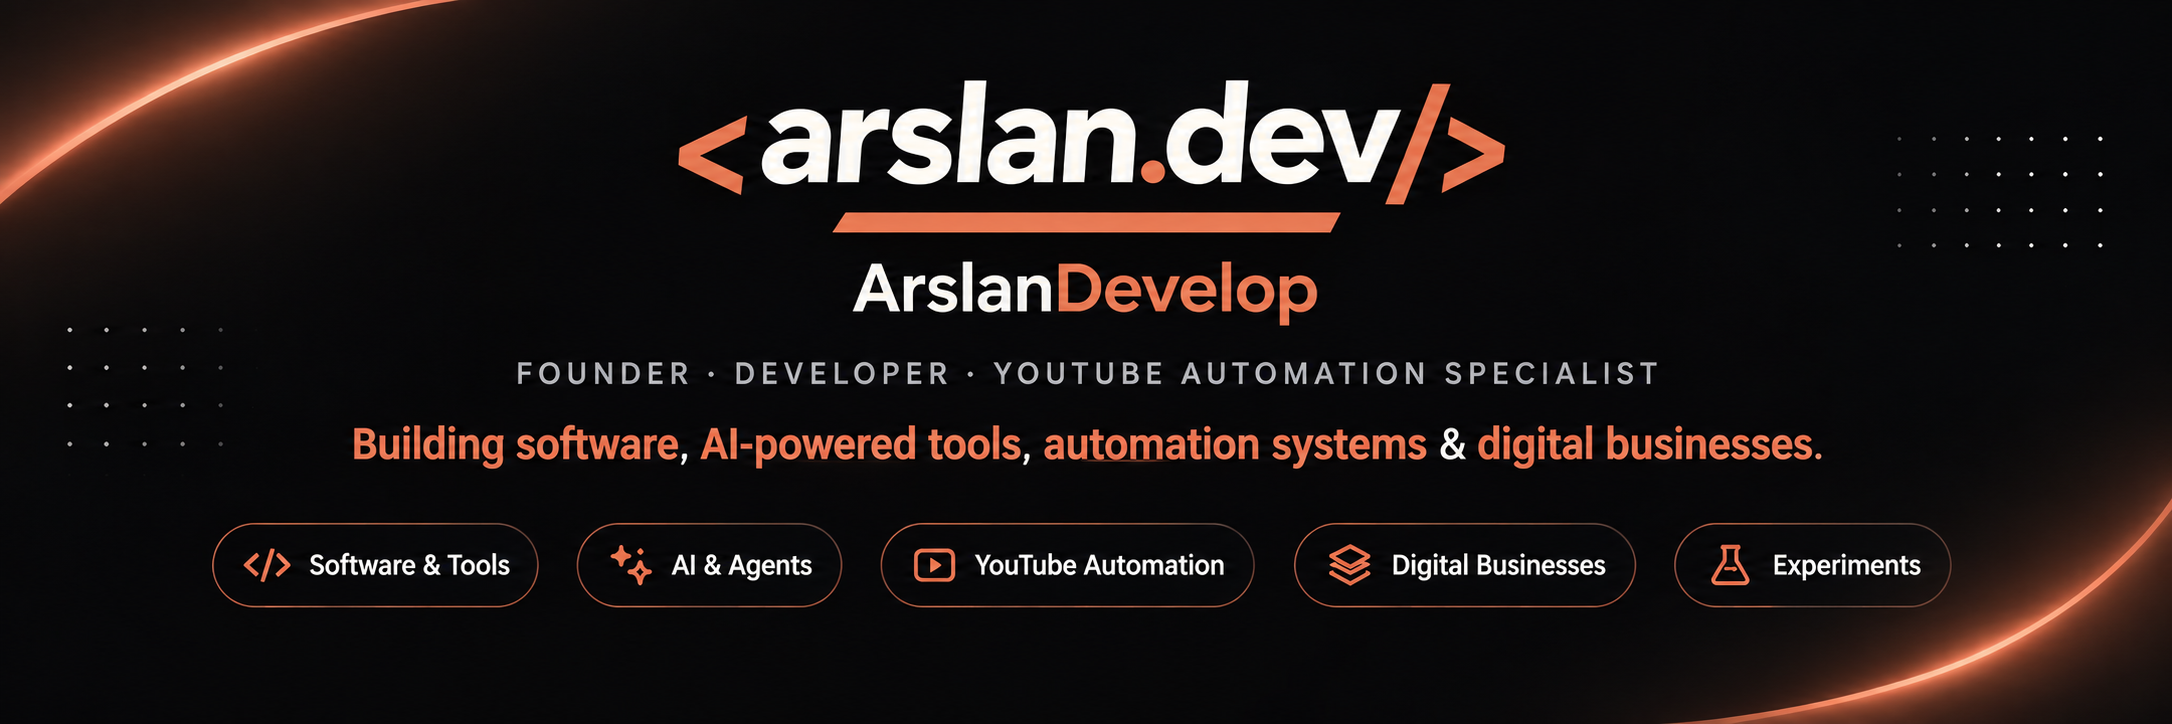 <arslan.dev/>
ArslanDevelop
FOUNDER · DEVELOPER · YOUTUBE AUTOMATION SPECIALIST
Building software, AI-powered tools, automation systems & digital businesses.
</> Software & Tools
AI & Agents
YouTube Automation
Digital Businesses
Experiments